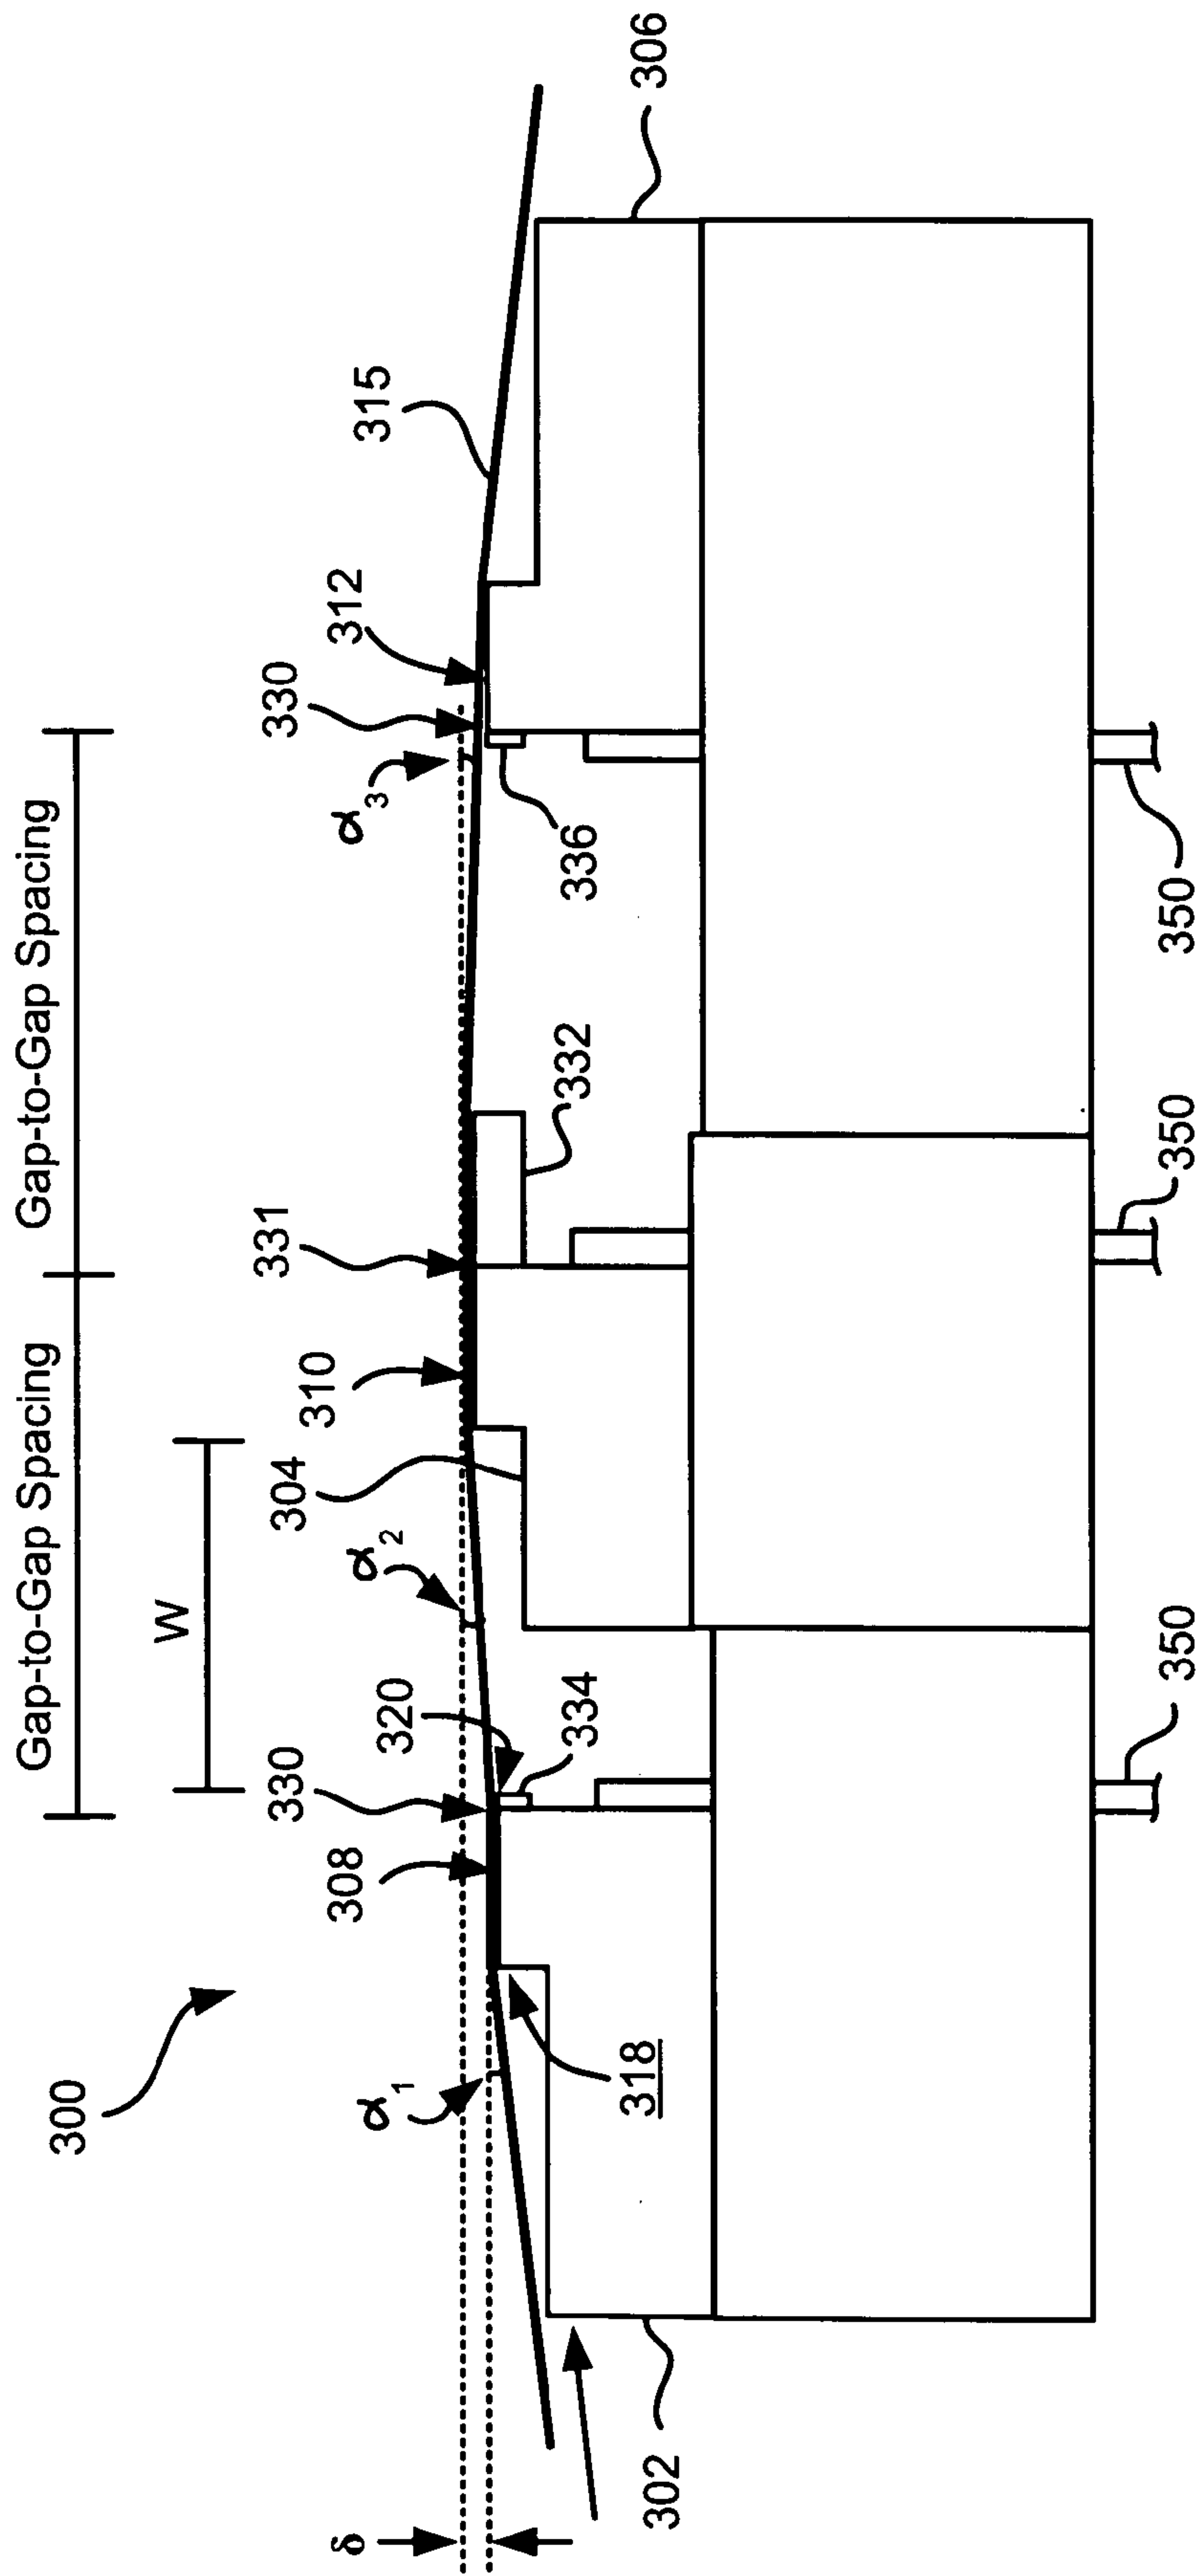 Gap-to-Gap Spacing
Gap-to-Gap Spacing
W
300
δ
α1
308
330
320
334
α2
304
310
331
332
α3
330
312
336
315
306
318
302
350
350
350